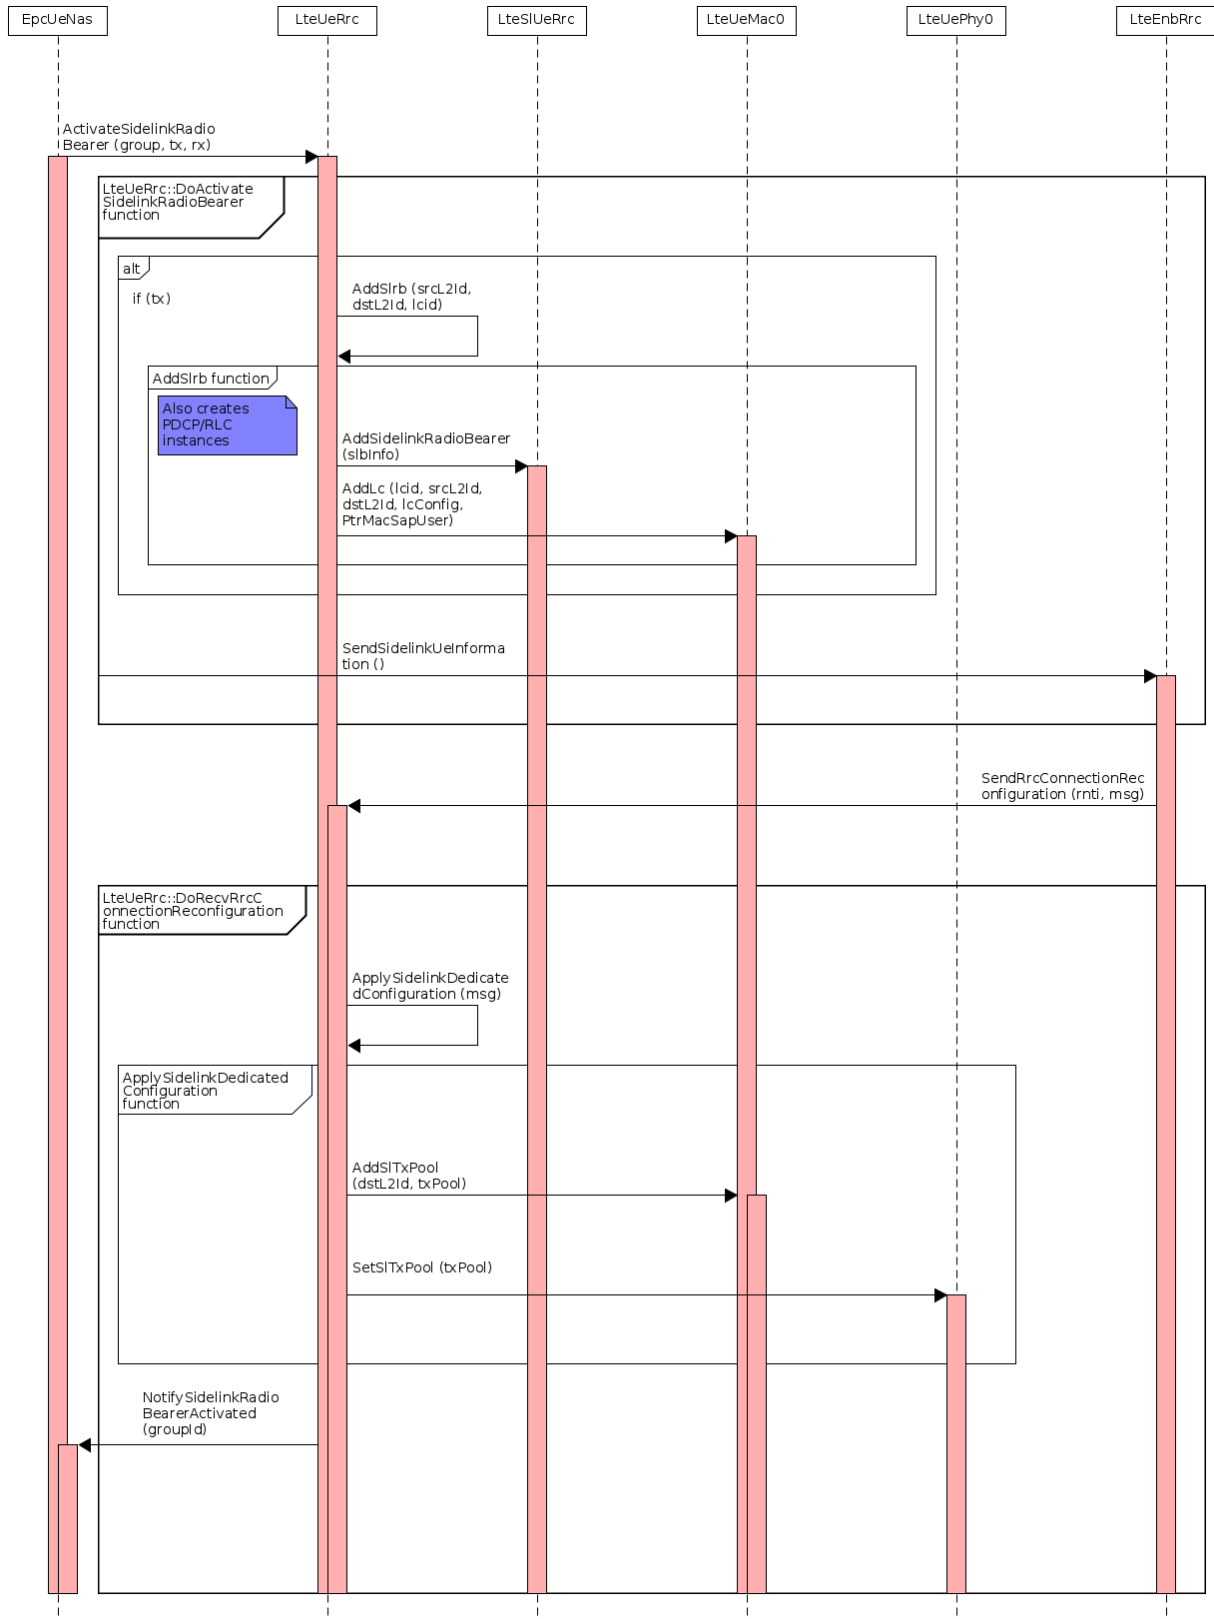 EpcUeNas
LteUeRrc
LteSlUeRrc
LteUeMac0
LteUePhy0
LteEnbRrc
ActivateSidelinkRadio
Bearer (group, tx, rx)
LteUeRrc::DoActivate
SidelinkRadioBearer
function
alt
if (tx)
AddSlrb (srcL2Id,
dstL2Id, lcid)
AddSlrb function
Also creates
PDCP/RLC
instances
AddSidelinkRadioBearer
(slbInfo)
AddLc (lcid, srcL2Id,
dstL2Id, lcConfig,
PtrMacSapUser)
SendSidelinkUeInforma
tion ()
SendRrcConnectionRec
onfiguration (rnti, msg)
LteUeRrc::DoRecvRrcC
onnectionReconfiguration
function
ApplySidelinkDedicate
dConfiguration (msg)
ApplySidelinkDedicated
Configuration
function
AddSlTxPool
(dstL2Id, txPool)
SetSlTxPool (txPool)
NotifySidelinkRadio
BearerActivated
(groupId)